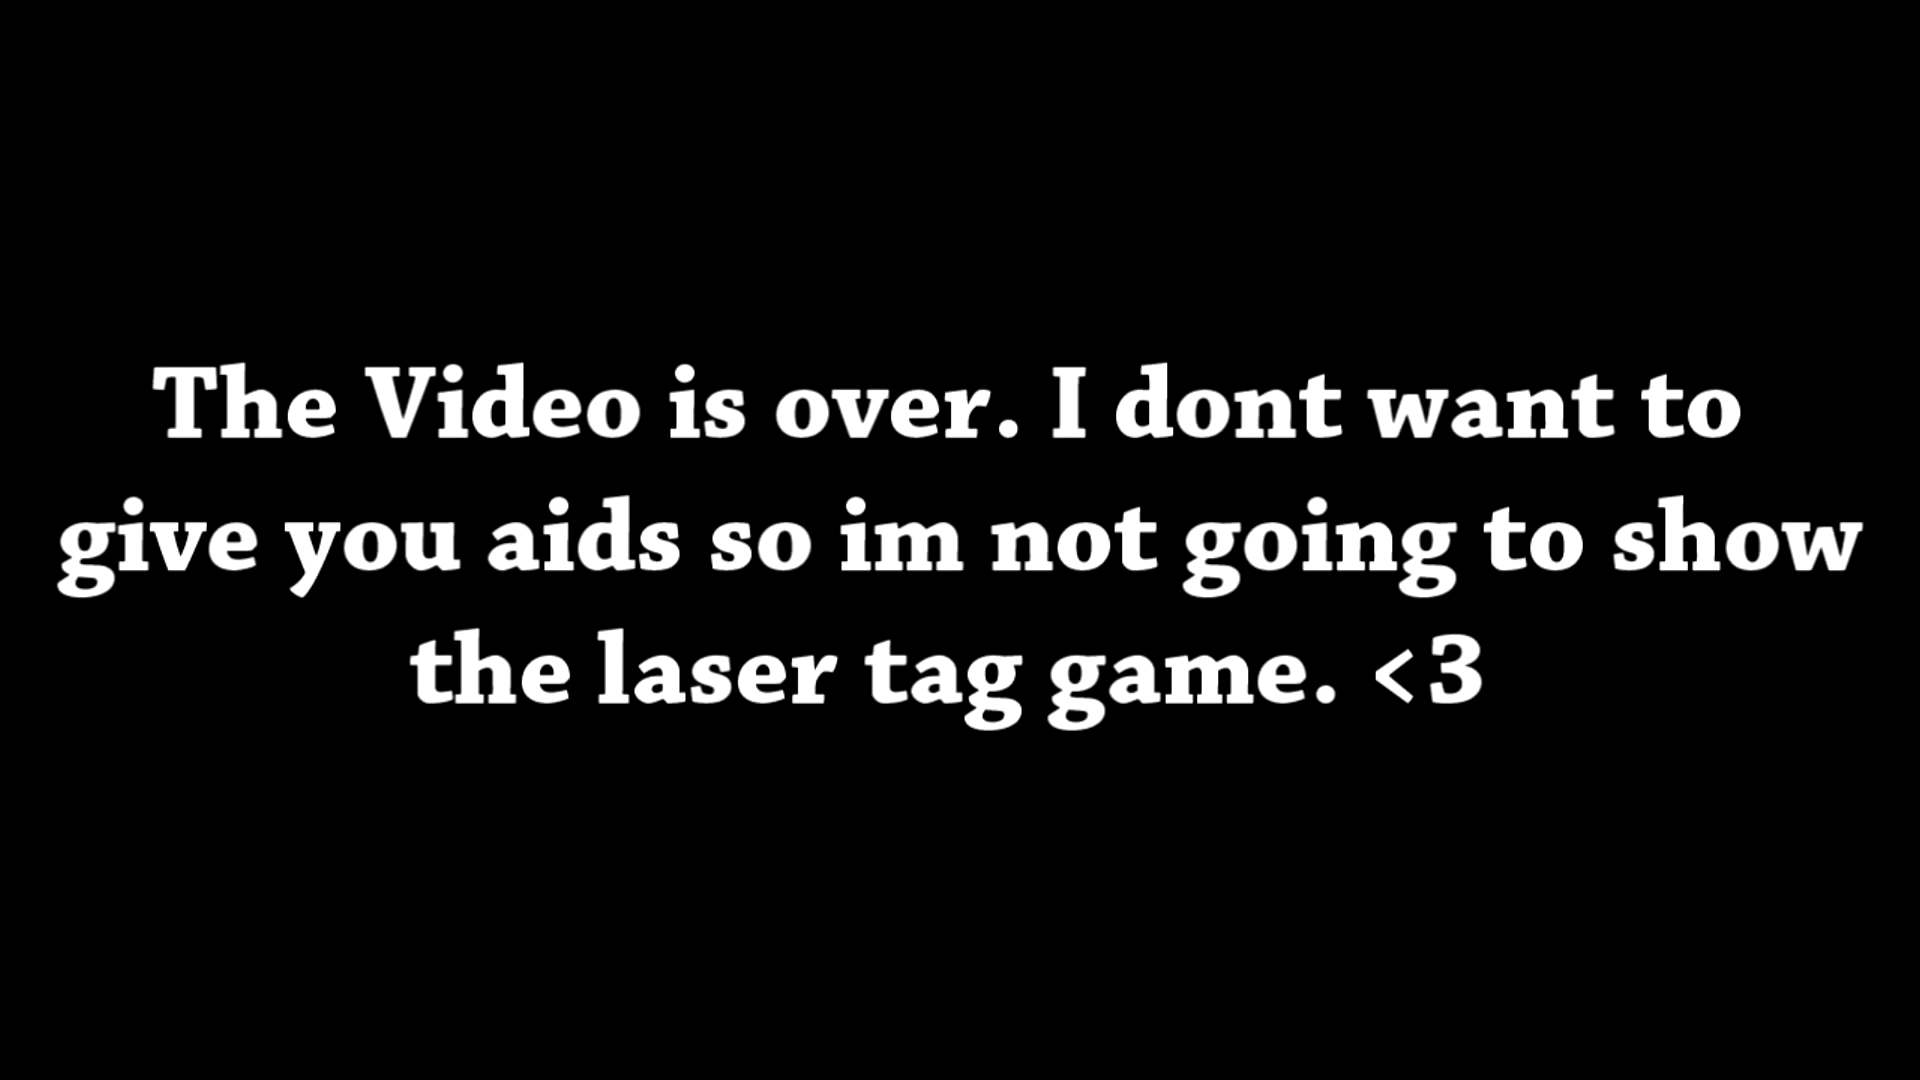 The Video is over. I dont want to
give you aids so im not going to show
the laser tag game. <3